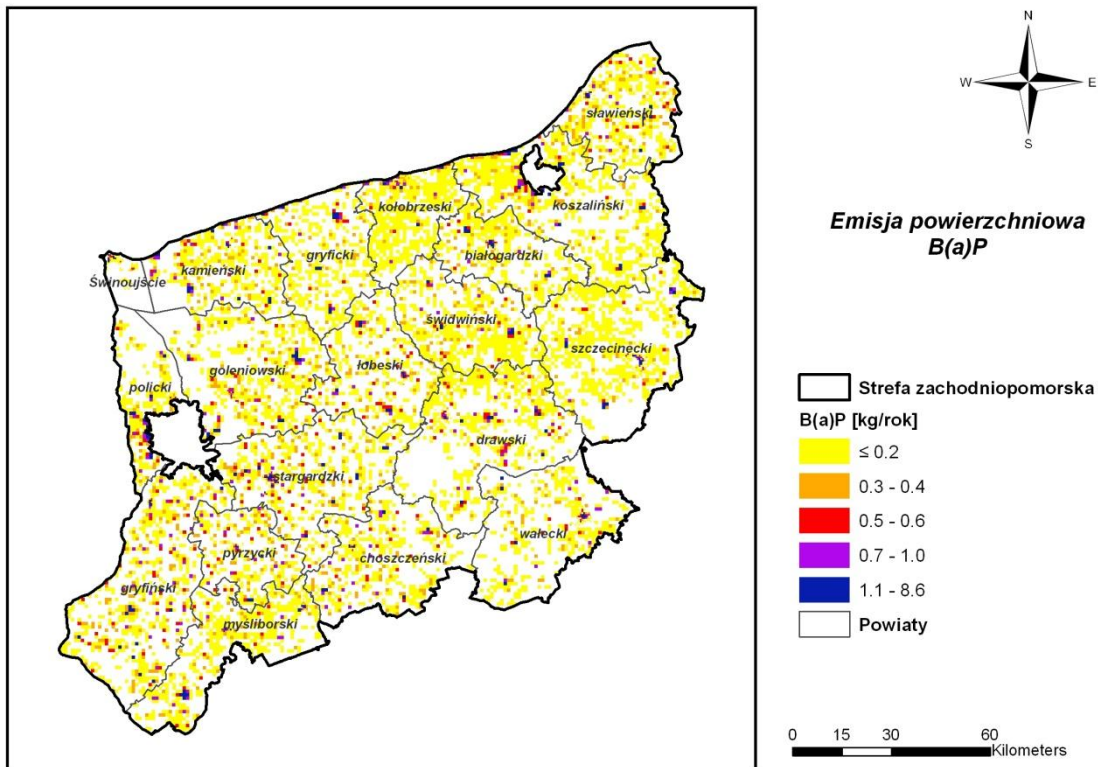 N
W E
S
Emisja powierzchniowa
B(a)P
sławieński
koszaliński
kołobrzeski
białogardzki
gryficki
kamieński
Świnoujście
świdwiński
szczecinecki
goleniowski
łobeski
policki
drawski
stargardzki
wałecki
choszczeński
pyrzycki
gryfiński
myśliborski
Strefa zachodniopomorska
B(a)P [kg/rok]
≤ 0.2
0.3 - 0.4
0.5 - 0.6
0.7 - 1.0
1.1 - 8.6
Powiaty
0 15 30 60
Kilometers